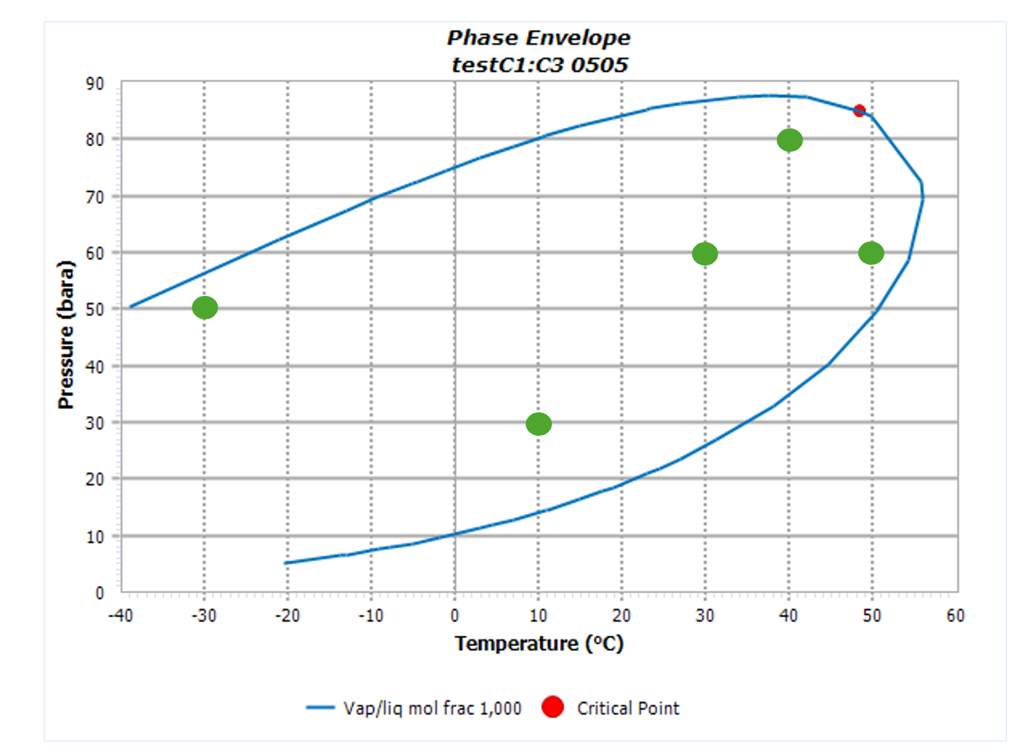 Phase Envelope
testC1:C3 0505
90
80
70
60
50
40
30
20
10
0
Pressure (bara)
-40 -30 -20 -10 0 10 20 30 40 50 60
Temperature (°C)
Vap/liq mol frac 1,000 Critical Point